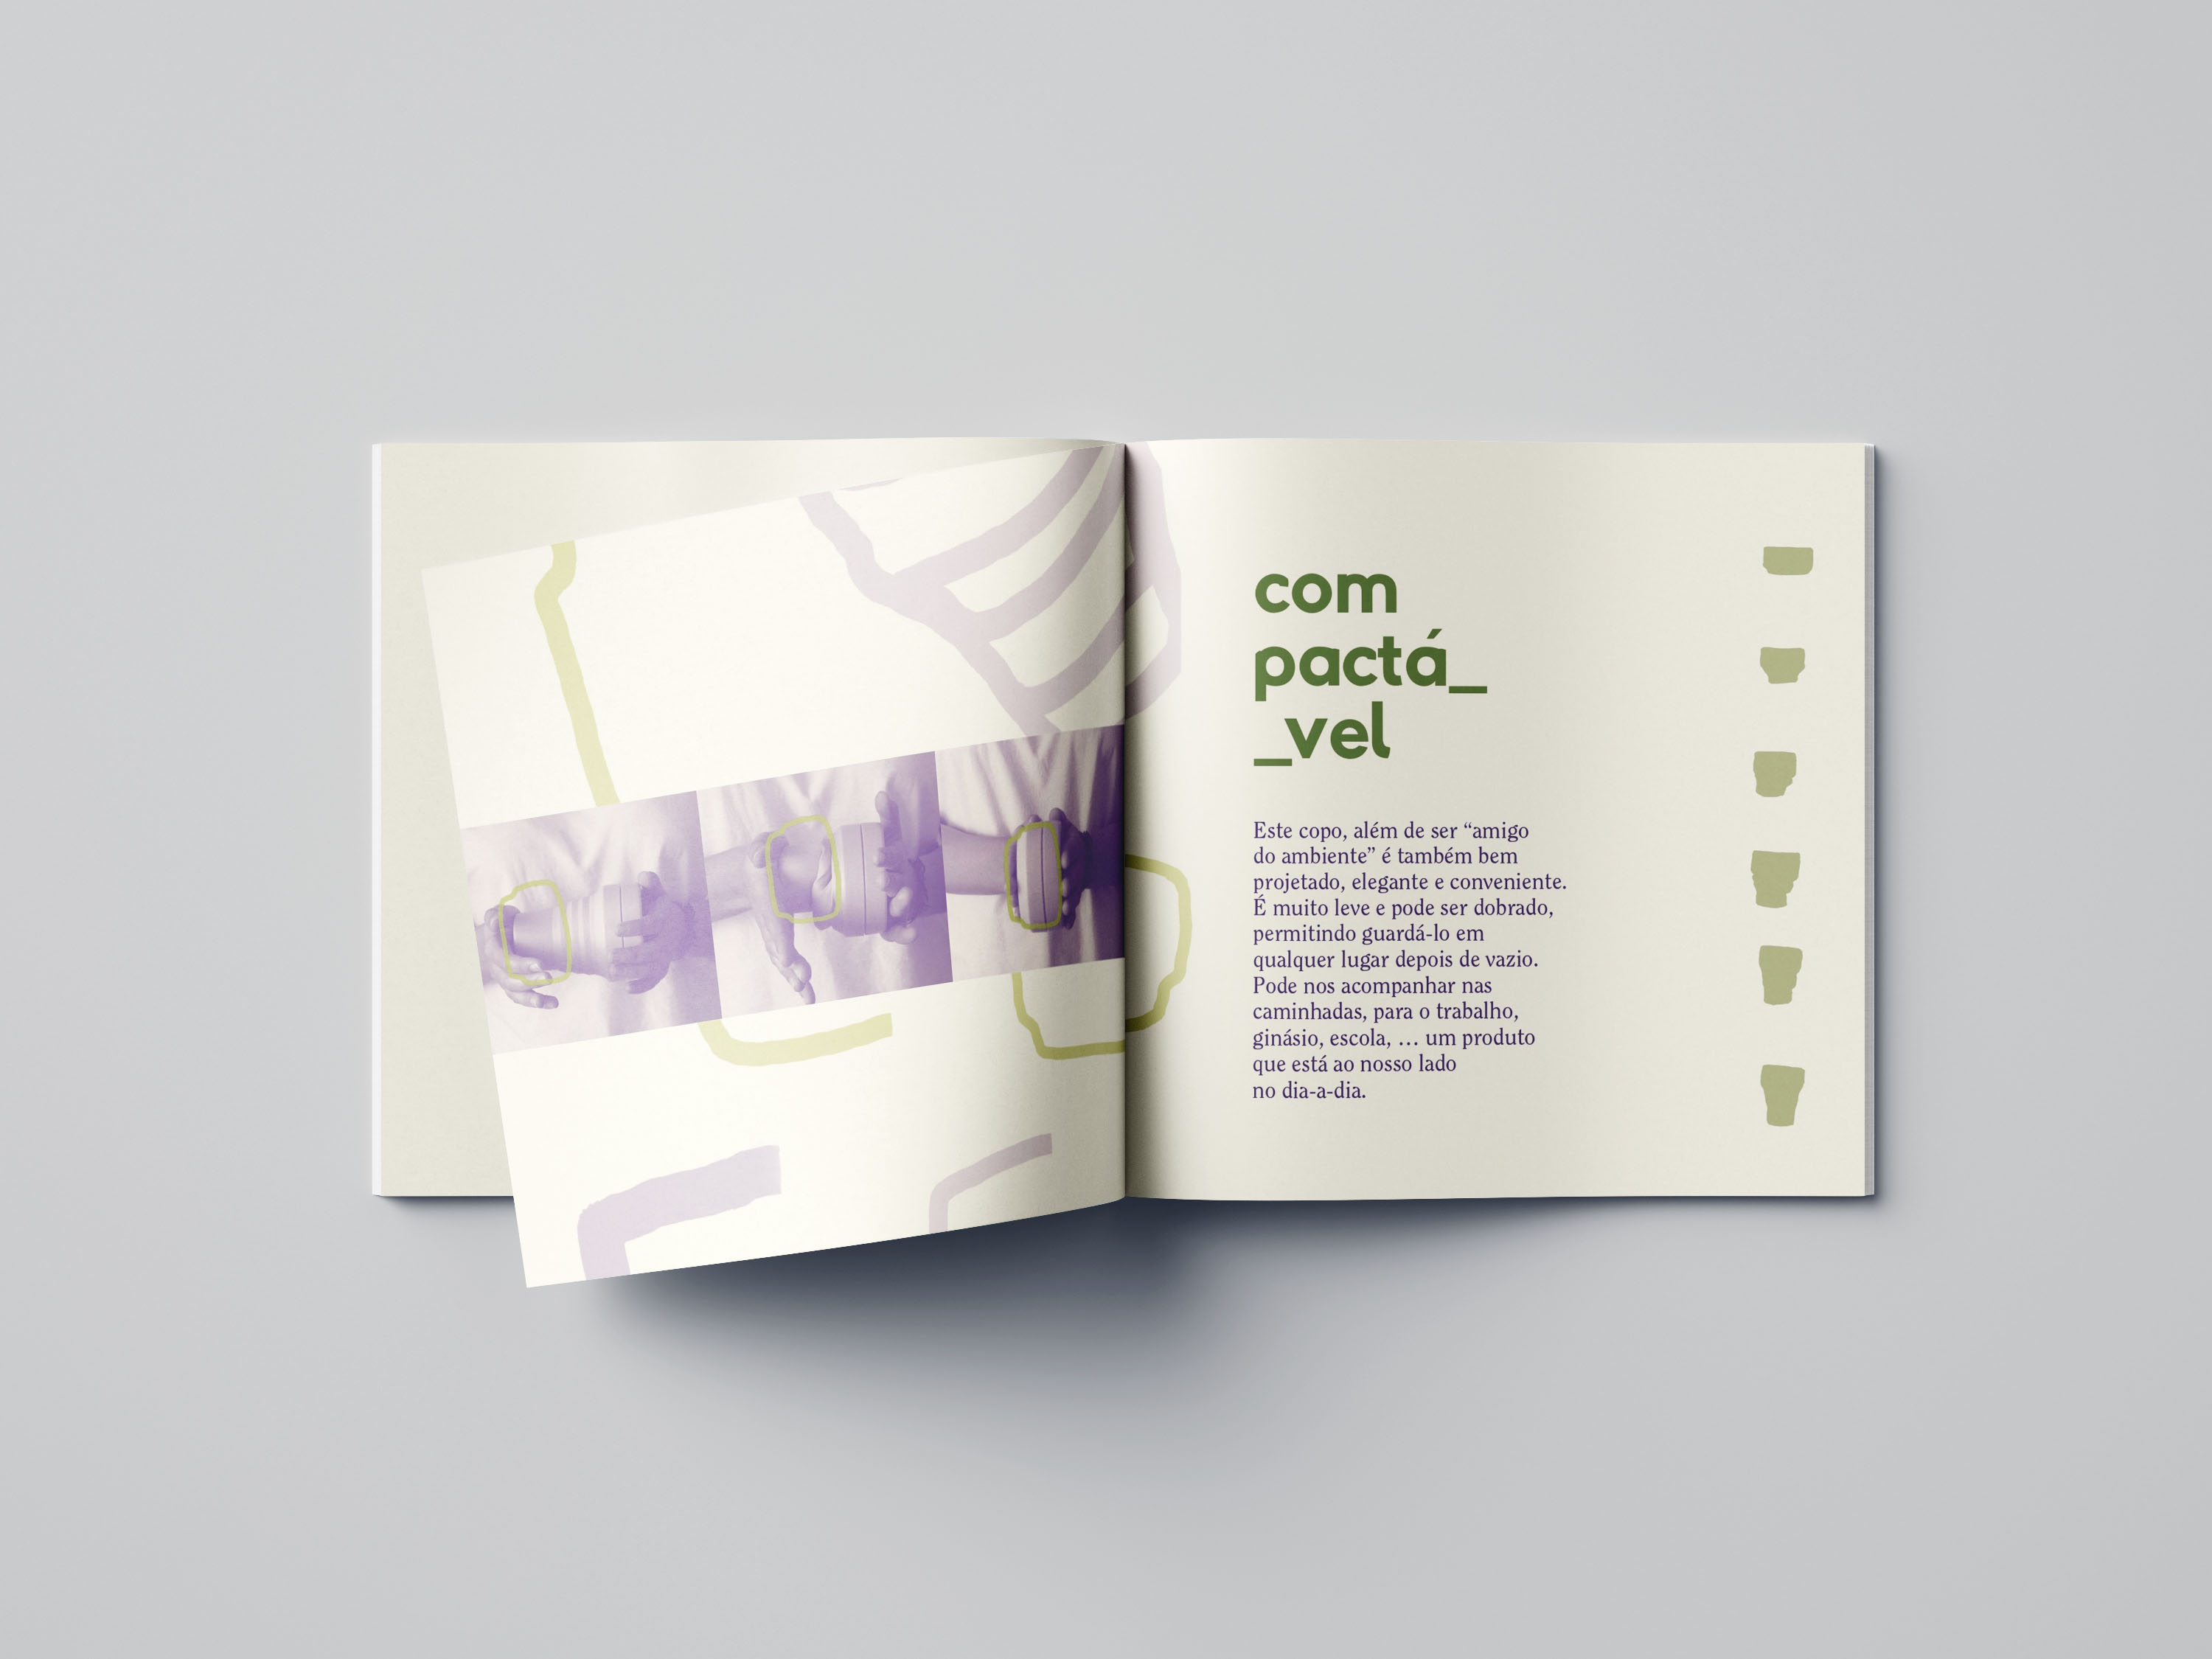 com
pactá_
_vel
Este copo, além de ser “amigo
do ambiente” é também bem
projetado, elegante e conveniente.
É muito leve e pode ser dobrado,
permitindo guardá-lo em
qualquer lugar depois de vazio.
Pode nos acompanhar nas
caminhadas, para o trabalho,
ginásio, escola, … um produto
que está ao nosso lado
no dia-a-dia.